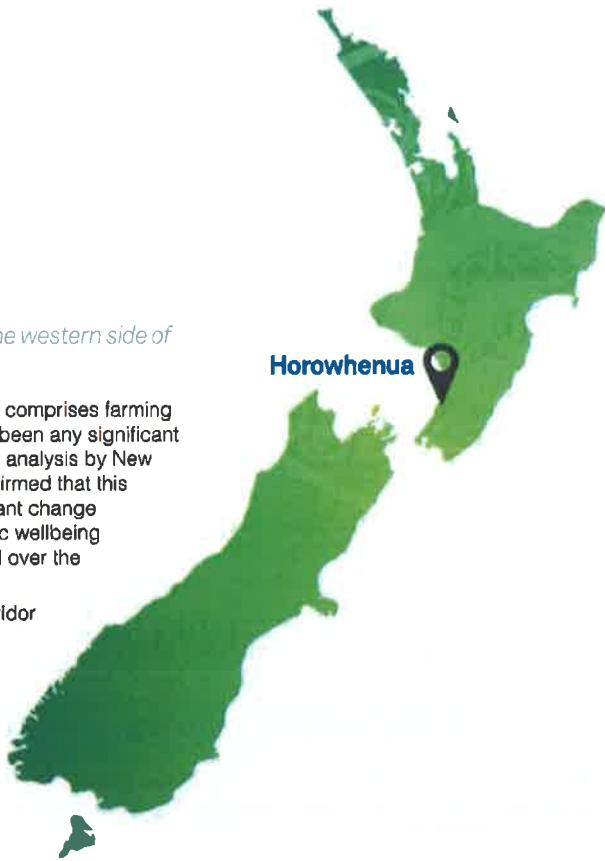 ne western side of
Horowhenua
comprises farming
been any significant
analysis by New
irmed that this
ant change
c wellbeing
l over the
idor